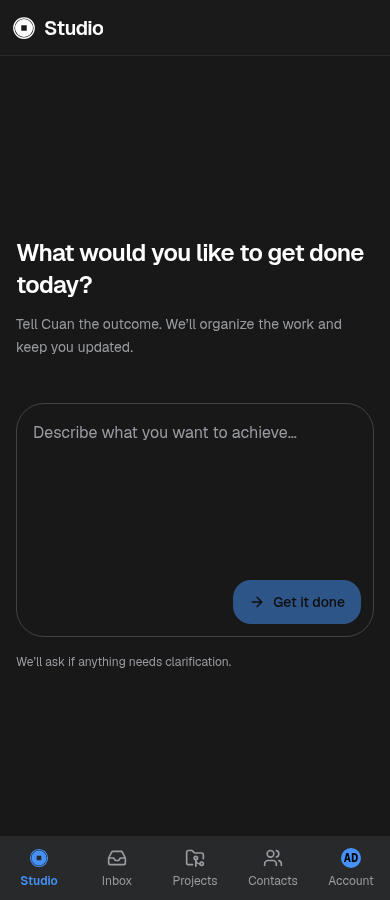 Studio
What would you like to get done
today?
Tell Cuan the outcome. We'll organize the work and
keep you updated.
Describe what you want to achieve...
Get it done
We'll ask if anything needs clarification.
AD
Studio Inbox Projects Contacts Account